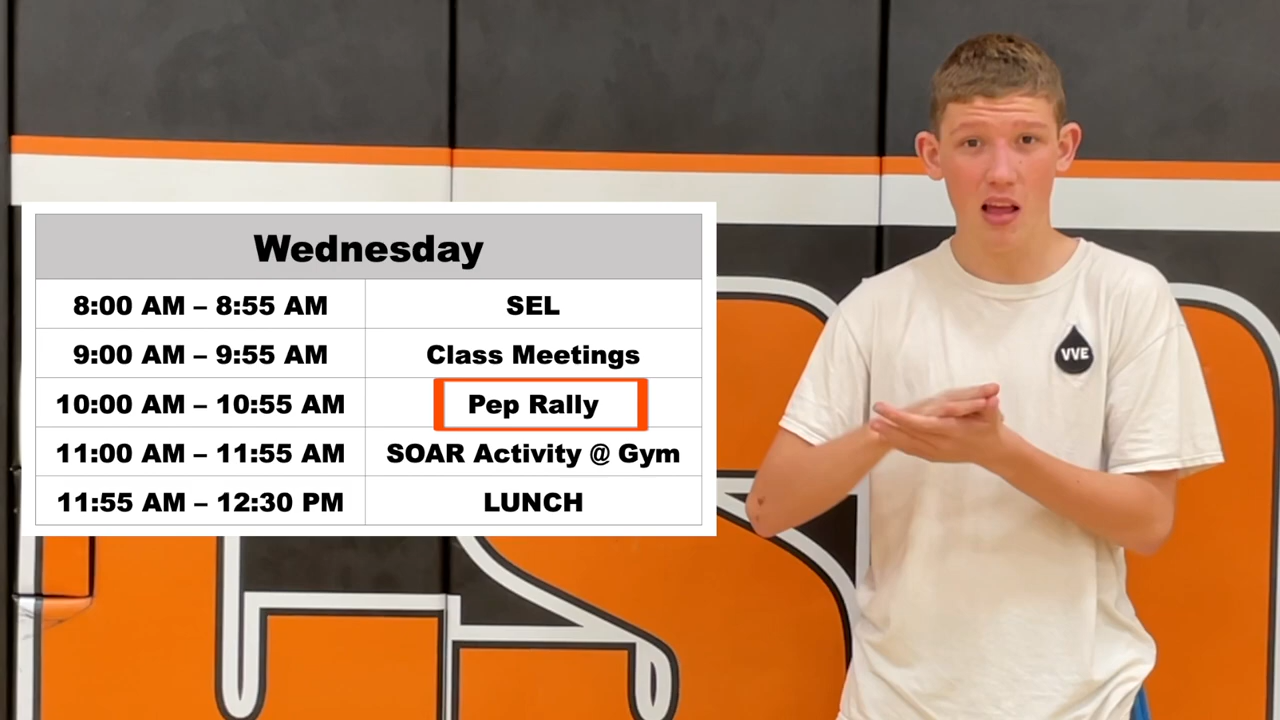 Wednesday
8:00 AM – 8:55 AM SEL
9:00 AM – 9:55 AM Class Meetings
10:00 AM – 10:55 AM Pep Rally
11:00 AM – 11:55 AM SOAR Activity @ Gym
11:55 AM – 12:30 PM LUNCH
VVE